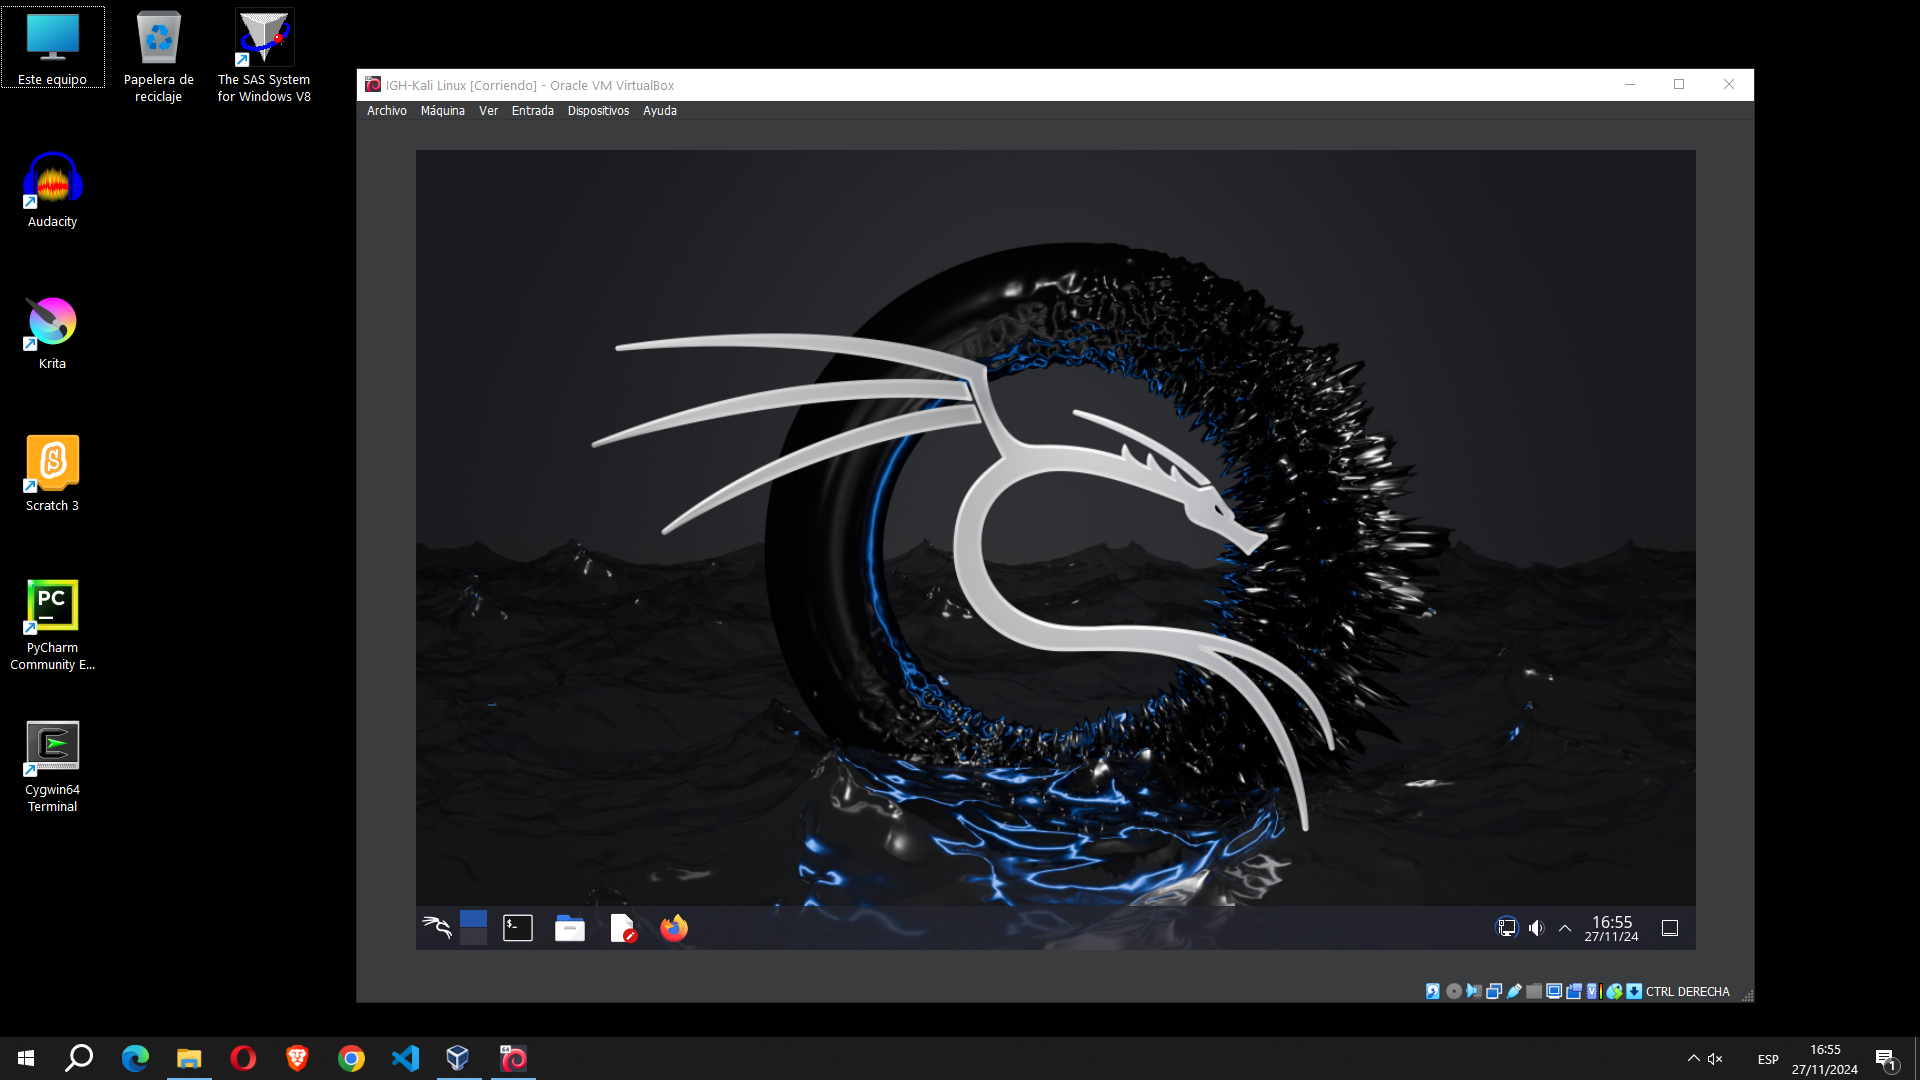 Este equipo
Papelera de
reciclaje
The SAS System
for Windows V8
Audacity
Krita
Scratch 3
PC
PyCharm
Community E...
Cygwin64
Terminal
IGH-Kali Linux [Corriendo] - Oracle VM VirtualBox
Archivo Máquina Ver Entrada Dispositivos Ayuda
$-
16:55
27/11/24
CTRL DERECHA
ESP
16:55
27/11/2024
1